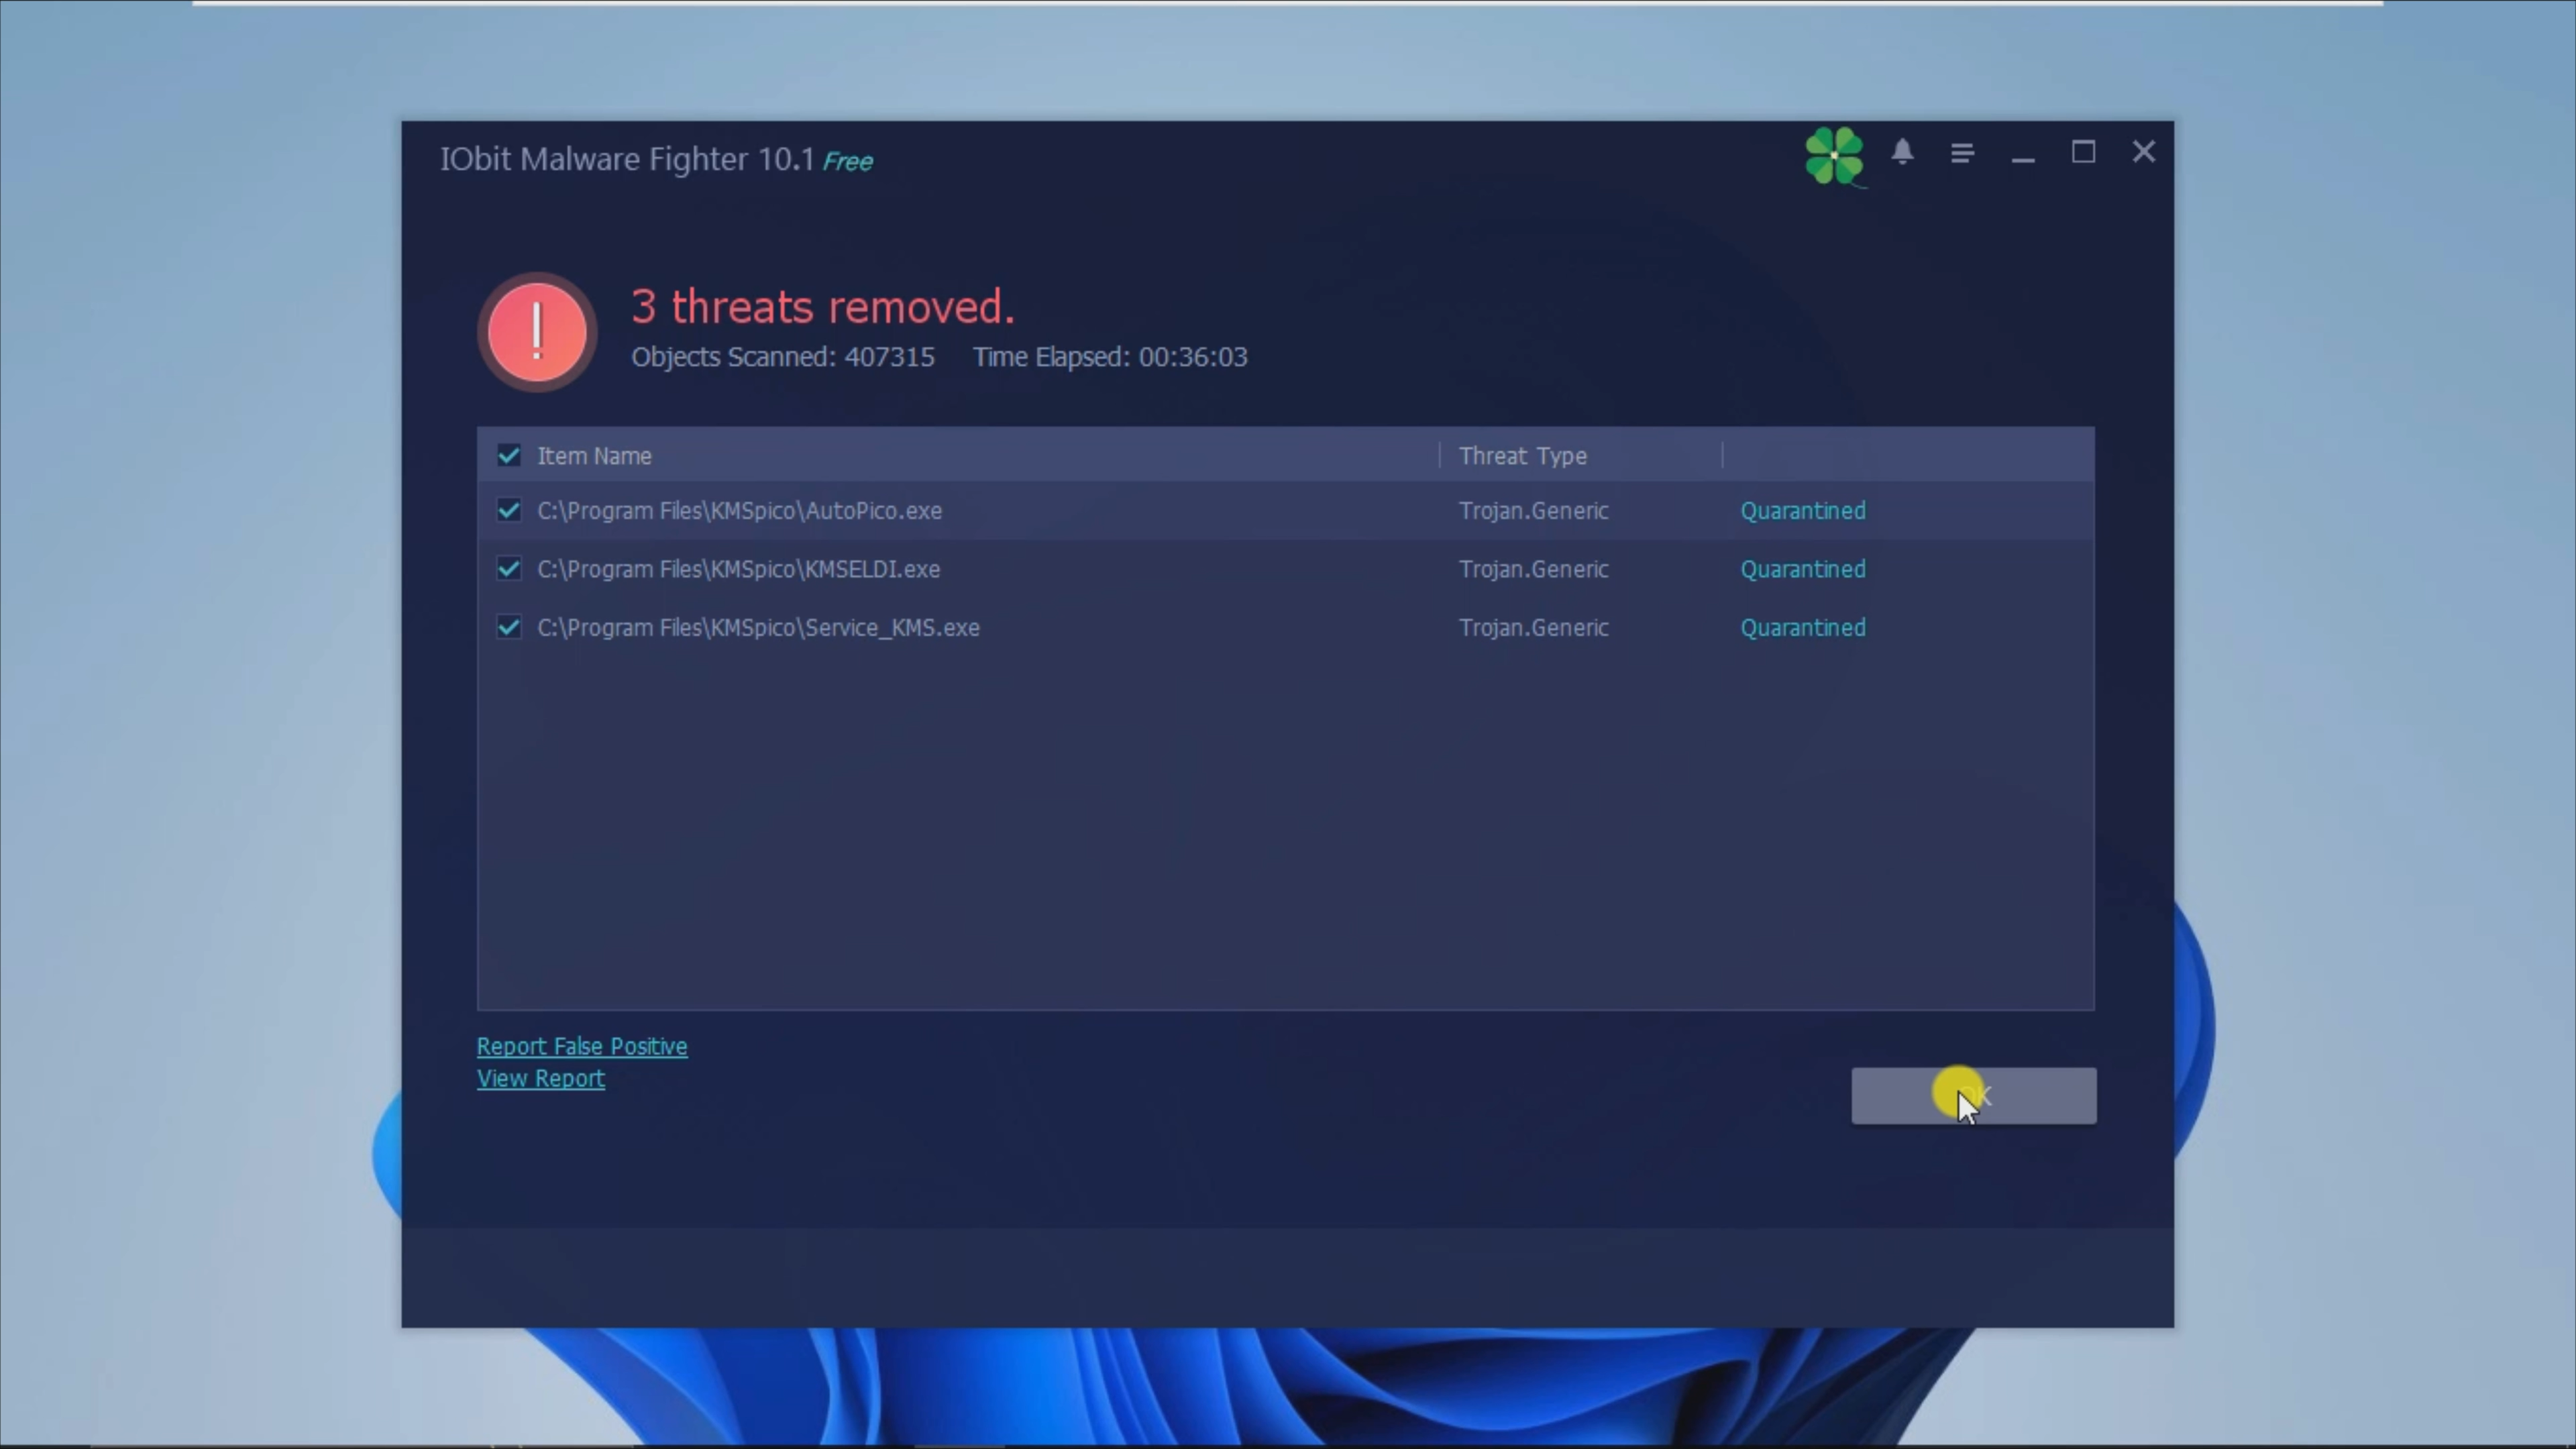 IObit Malware Fighter 10.1 Free
3 threats removed.
Objects Scanned: 407315 Time Elapsed: 00:36:03
Item Name Threat Type
C:\Program Files\KMSpico\AutoPico.exe Trojan.Generic Quarantined
C:\Program Files\KMSpico\KMSELDI.exe Trojan.Generic Quarantined
C:\Program Files\KMSpico\Service_KMS.exe Trojan.Generic Quarantined
Report False Positive
View Report
OK